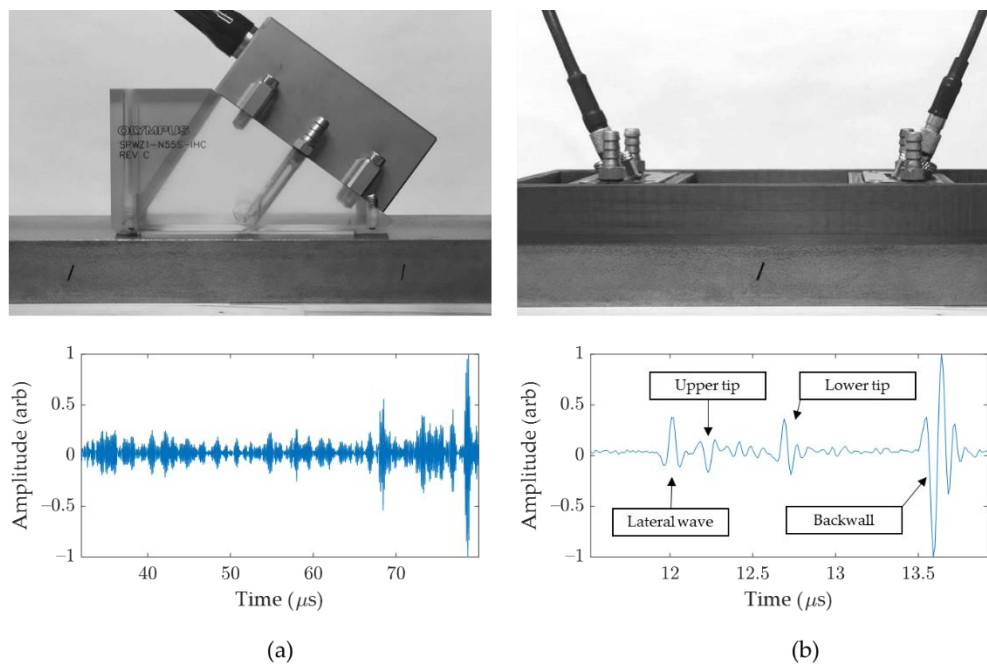 OLYMPUS
SPWZ1-N55S-IHC
REV C
1
0.5
0
−0.5
−1
Amplitude (arb)
40
50
60
70
Time (μs)
(a)
1
0.5
0
−0.5
−1
Amplitude (arb)
Upper tip
Lower tip
Lateral wave
Backwall
12
12.5
13
13.5
Time (μs)
(b)